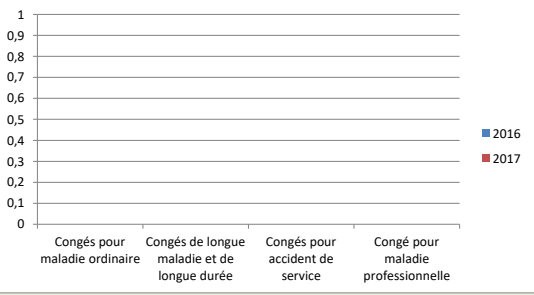 1
0,9
0,8
0,7
0,6
0,5
0,4
0,3
0,2
0,1
0
2016
2017
Congés pour
maladie ordinaire
Congés de longue
maladie et de
longue durée
Congés pour
accident de
service
Congé pour
maladie
professionnelle